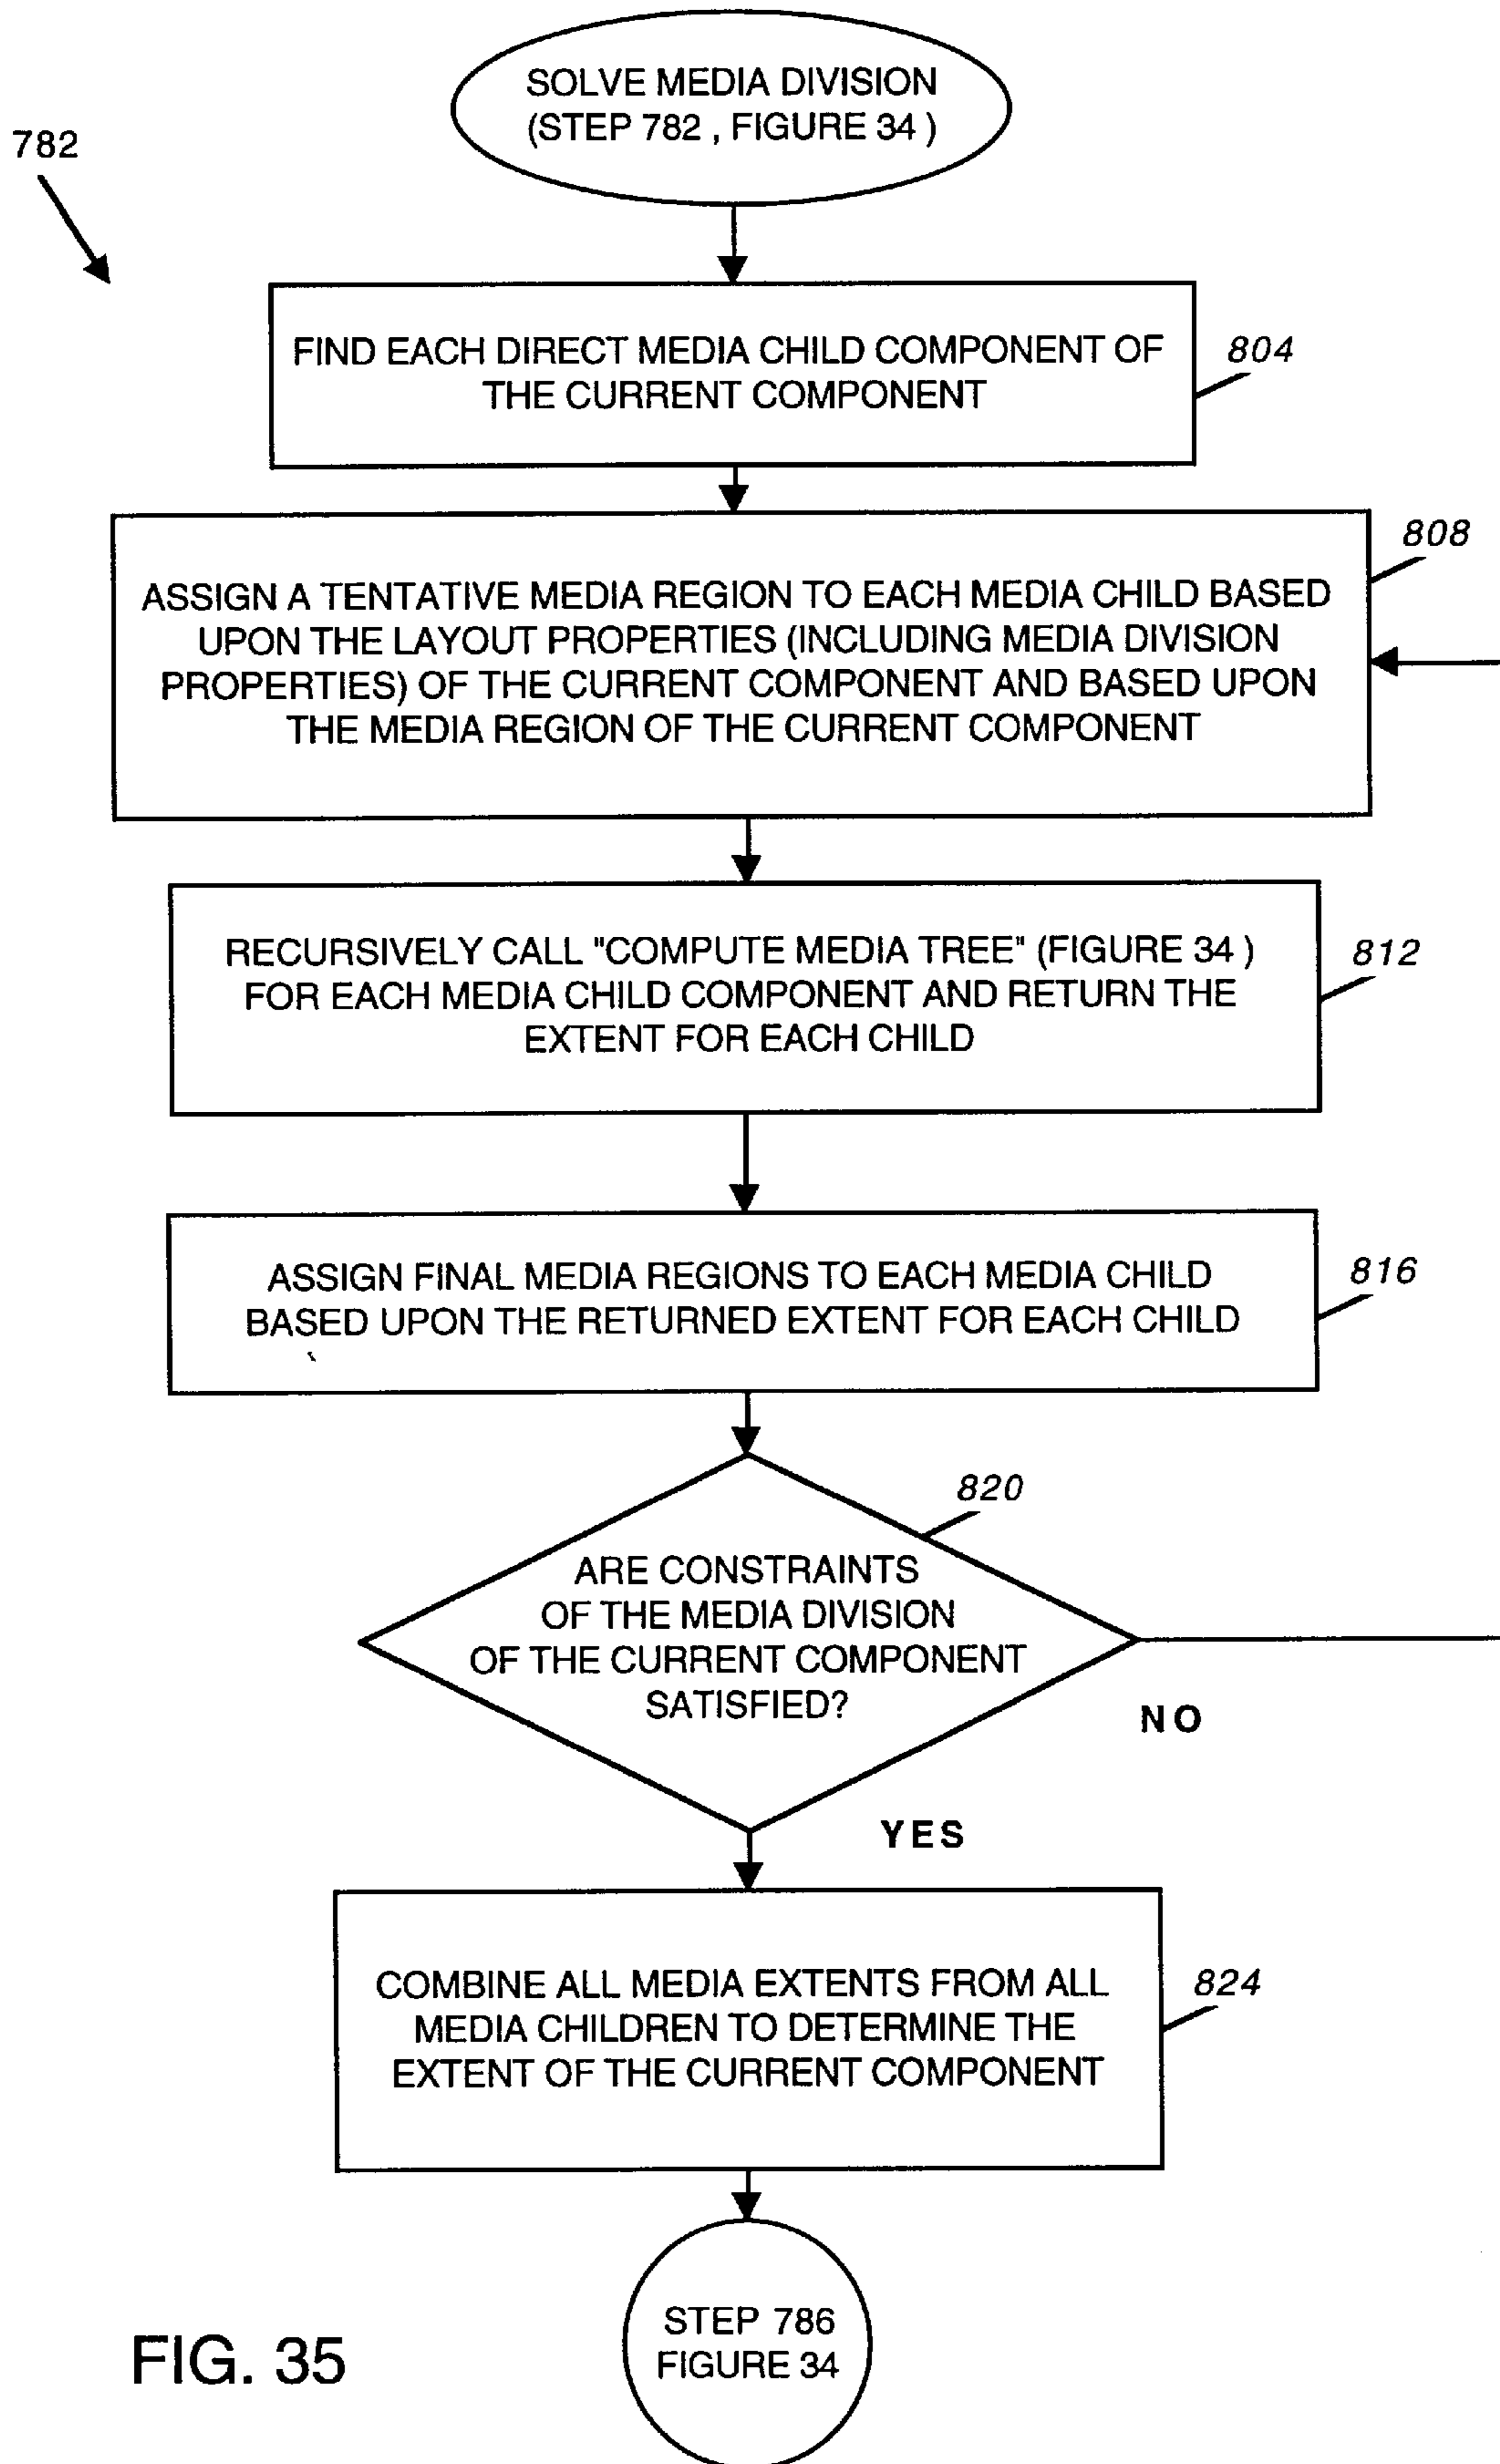 SOLVE MEDIA DIVISION
(STEP 782 , FIGURE 34 )
782
FIND EACH DIRECT MEDIA CHILD COMPONENT OF
THE CURRENT COMPONENT
804
808
ASSIGN A TENTATIVE MEDIA REGION TO EACH MEDIA CHILD BASED
UPON THE LAYOUT PROPERTIES (INCLUDING MEDIA DIVISION
PROPERTIES) OF THE CURRENT COMPONENT AND BASED UPON
THE MEDIA REGION OF THE CURRENT COMPONENT
RECURSIVELY CALL "COMPUTE MEDIA TREE" (FIGURE 34 )
FOR EACH MEDIA CHILD COMPONENT AND RETURN THE
EXTENT FOR EACH CHILD
812
ASSIGN FINAL MEDIA REGIONS TO EACH MEDIA CHILD
BASED UPON THE RETURNED EXTENT FOR EACH CHILD
816
820
ARE CONSTRAINTS
OF THE MEDIA DIVISION
OF THE CURRENT COMPONENT
SATISFIED?
NO
YES
COMBINE ALL MEDIA EXTENTS FROM ALL
MEDIA CHILDREN TO DETERMINE THE
EXTENT OF THE CURRENT COMPONENT
824
STEP 786
FIGURE 34
FIG. 35